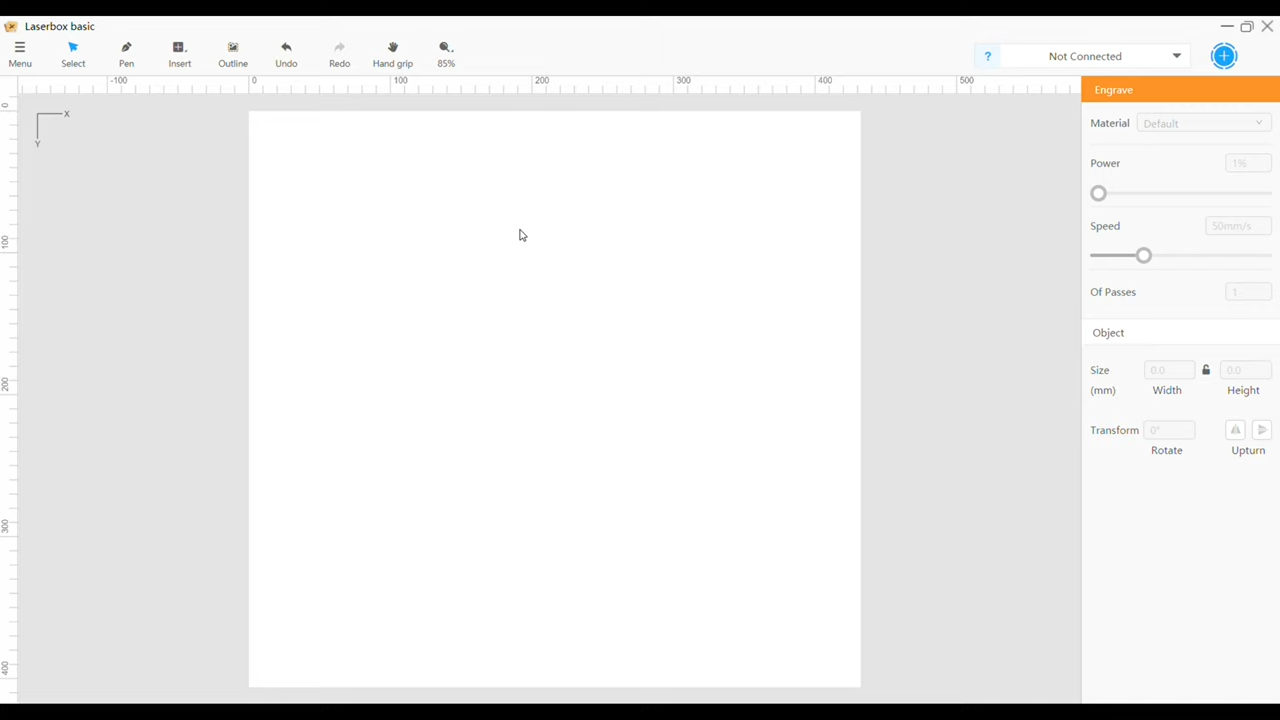 Laserbox basic
Menu Select Pen Insert Outline Undo Redo Hand grip 85% ? Not Connected
-100 0 100 200 300 400 500
0
100
200
300
400
X
Y
Engrave
Material Default
Power 1%
Speed 50mm/s
Of Passes 1
Object
Size 0.0 0.0
(mm) Width Height
Transform 0°
Rotate Upturn